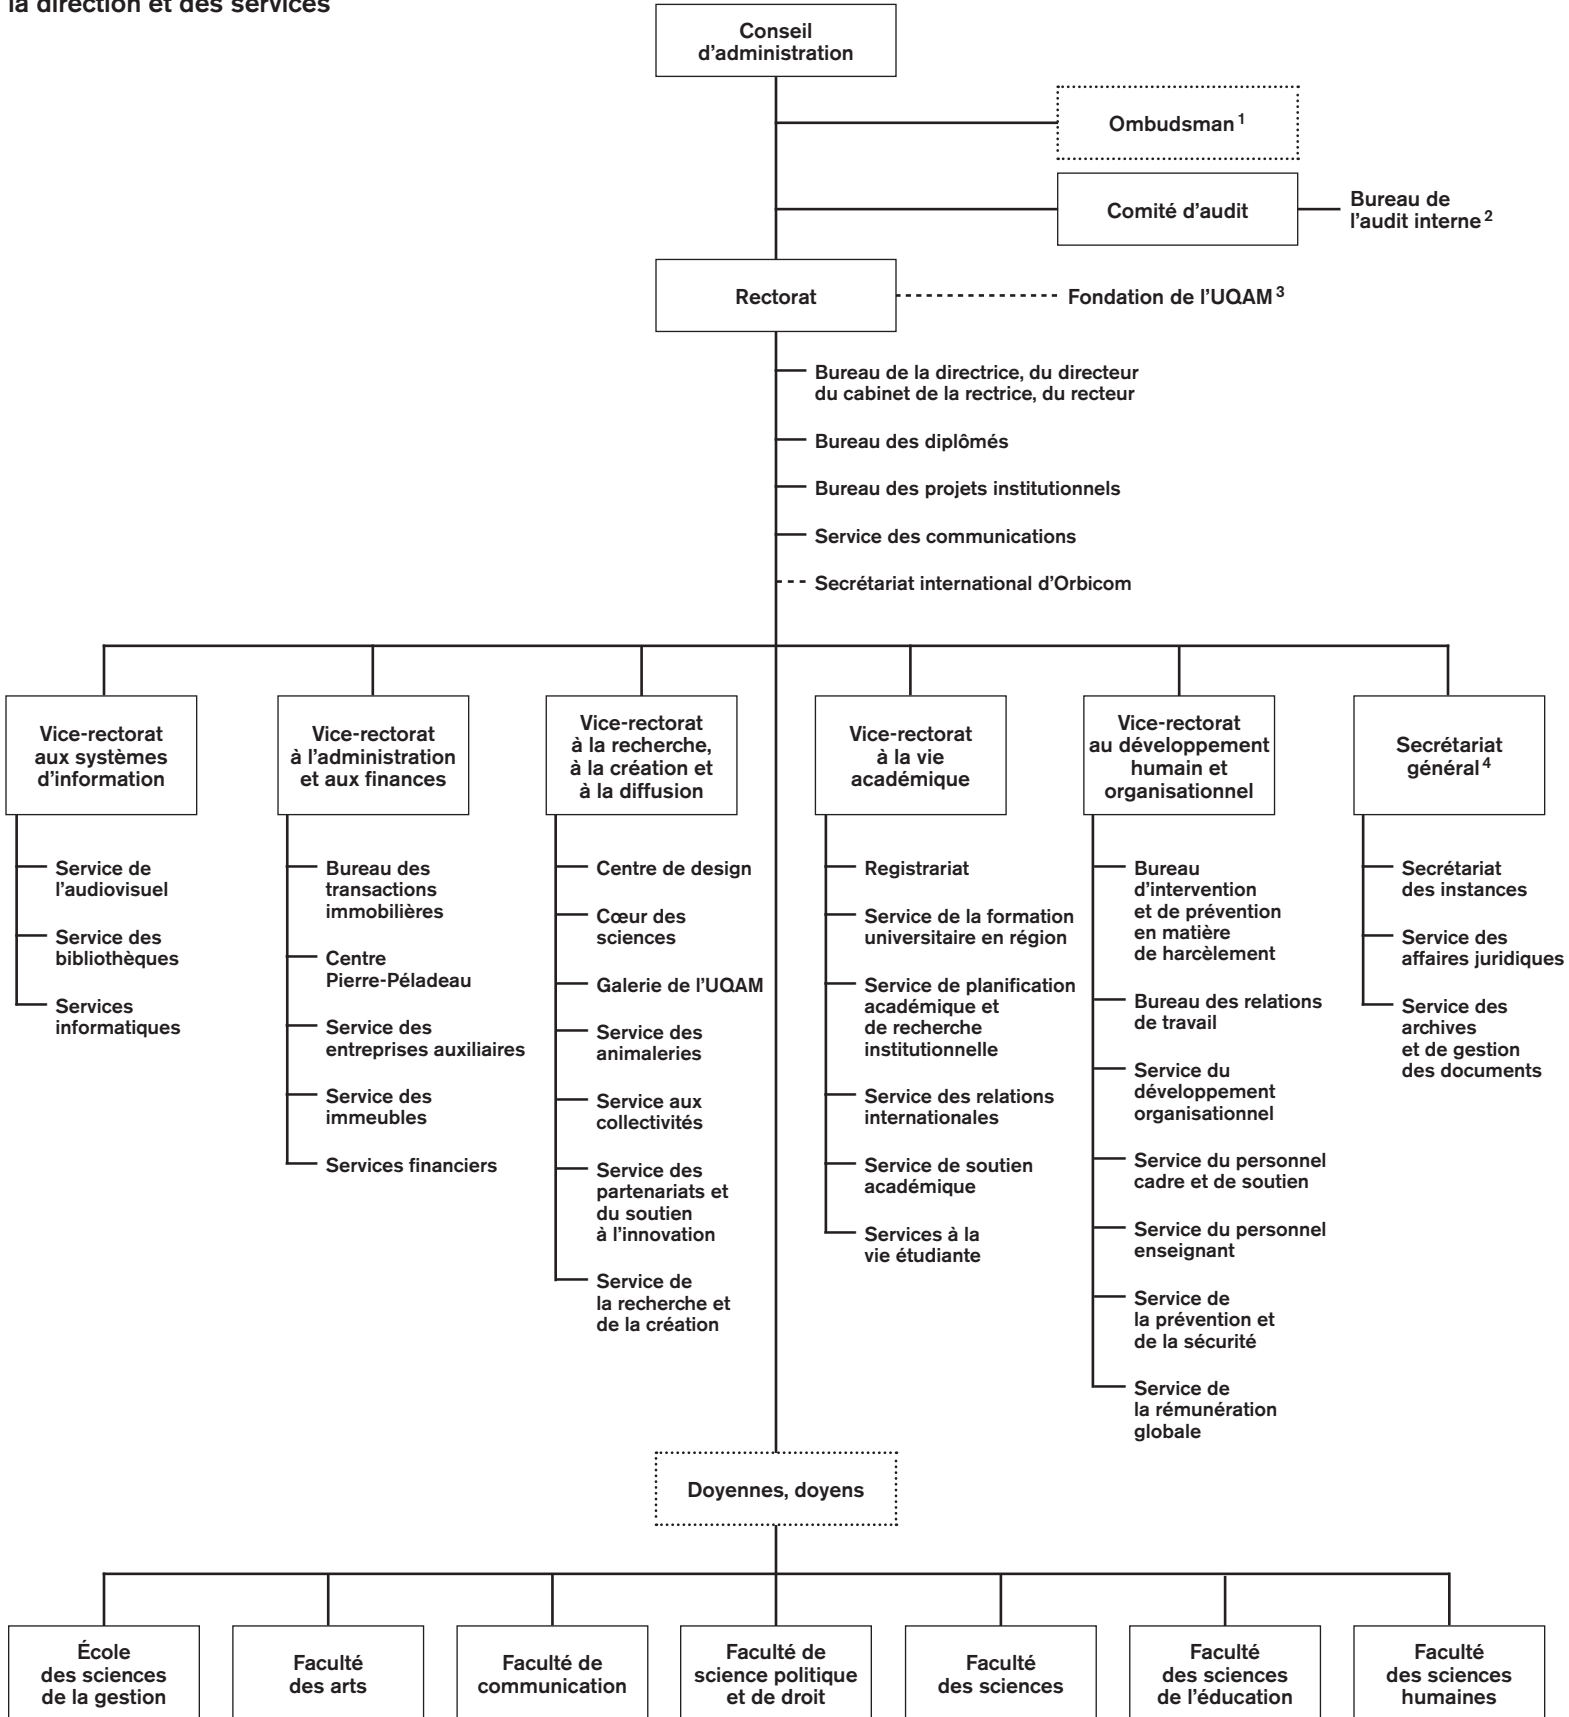 la direction et des services
Conseil
d'administration
Ombudsman 1
Comité d'audit
Bureau de
l'audit interne 2
Rectorat
Fondation de l'UQAM 3
Bureau de la directrice, du directeur
du cabinet de la rectrice, du recteur
Bureau des diplômés
Bureau des projets institutionnels
Service des communications
Secrétariat international d'Orbicom
Vice-rectorat
aux systèmes
d'information
Service de
l'audiovisuel
Service des
bibliothèques
Services
informatiques
Vice-rectorat
à l'administration
et aux finances
Bureau des
transactions
immobilières
Centre
Pierre-Péladeau
Service des
entreprises auxiliaires
Service des
immeubles
Services financiers
Vice-rectorat
à la recherche,
à la création et
à la diffusion
Centre de design
Cœur des
sciences
Galerie de l'UQAM
Service des
animaleries
Service aux
collectivités
Service des
partenariats et
du soutien
à l'innovation
Service de
la recherche et
de la création
Vice-rectorat
à la vie
académique
Registrariat
Service de la formation
universitaire en région
Service de planification
académique et
de recherche
institutionnelle
Service des relations
internationales
Service de soutien
académique
Services à la
vie étudiante
Vice-rectorat
au développement
humain et
organisationnel
Bureau
d'intervention
et de prévention
en matière
de harcèlement
Bureau des relations
de travail
Service du
développement
organisationnel
Service du personnel
cadre et de soutien
Service du personnel
enseignant
Service de
la prévention et
de la sécurité
Service de
la rémunération
globale
Secrétariat
général 4
Secrétariat
des instances
Service des
affaires juridiques
Service des
archives
et de gestion
des documents
Doyennes, doyens
École
des sciences
de la gestion
Faculté
des arts
Faculté de
communication
Faculté de
science politique
et de droit
Faculté
des sciences
Faculté
des sciences
de l'éducation
Faculté
des sciences
humaines